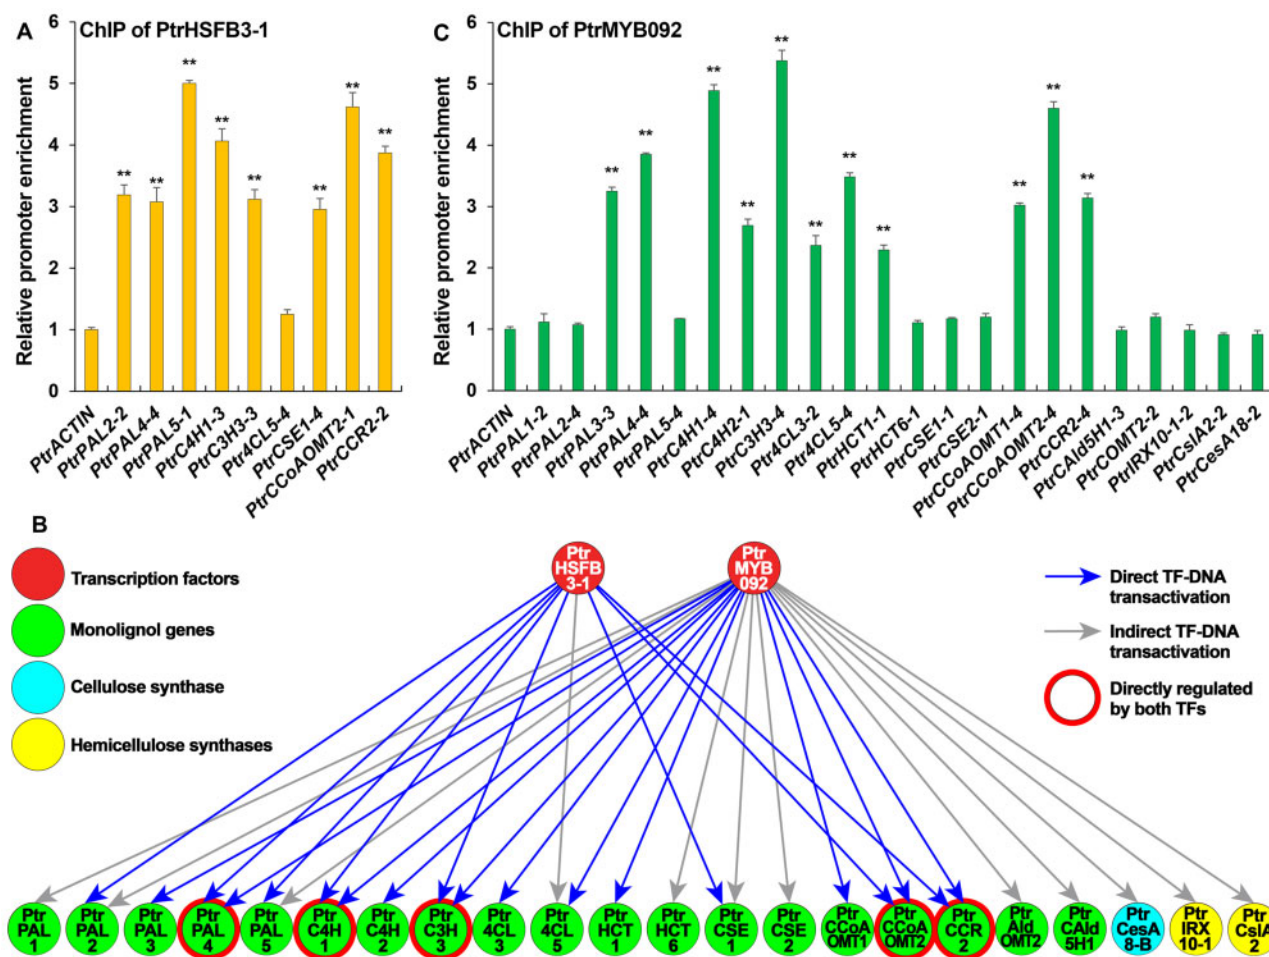 A
ChIP of PtrHSFB3-1
Relative promoter enrichment
6
5
4
3
2
1
0
**
**
**
**
**
**
**
**
PtrACTIN
PtrPAL2-2
PtrPAL4-4
PtrPAL5-1
PtrC4H1-3
PtrC3H3-3
Ptr4CL5-4
PtrCSE1-4
PtrCCoAOMT2-1
PtrCCR2-2
C
ChIP of PtrMYB092
Relative promoter enrichment
6
5
4
3
2
1
0
**
**
**
**
**
**
**
**
**
**
**
PtrACTIN
PtrPAL1-2
PtrPAL2-4
PtrPAL3-3
PtrPAL4-4
PtrPAL5-4
PtrC4H1-4
PtrC4H2-1
PtrC3H3-4
Ptr4CL3-2
Ptr4CL5-4
PtrHCT1-1
PtrHCT6-1
PtrCSE1-1
PtrCSE2-1
PtrCCoAOMT1-4
PtrCCoAOMT2-4
PtrCCR2-4
PtrCAld5H1-3
PtrCOMT2-2
PtrIRX10-1-2
PtrCslA2-2
PtrCesA18-2
B
Transcription factors
Monolignol genes
Cellulose synthase
Hemicellulose synthases
Ptr
HSFB
3-1
Ptr
MYB
092
Direct TF-DNA
transactivation
Indirect TF-DNA
transactivation
Directly regulated
by both TFs
Ptr
PAL
1
Ptr
PAL
2
Ptr
PAL
3
Ptr
PAL
4
Ptr
PAL
5
Ptr
C4H
1
Ptr
C4H
2
Ptr
C3H
3
Ptr
4CL
3
Ptr
4CL
5
Ptr
HCT
1
Ptr
HCT
6
Ptr
CSE
1
Ptr
CSE
2
Ptr
CCoA
OMT1
Ptr
CCoA
OMT2
Ptr
CCR
2
Ptr
Ald
OMT2
Ptr
CAld
5H1
Ptr
CesA
8-B
Ptr
IRX
10-1
Ptr
CslA
2